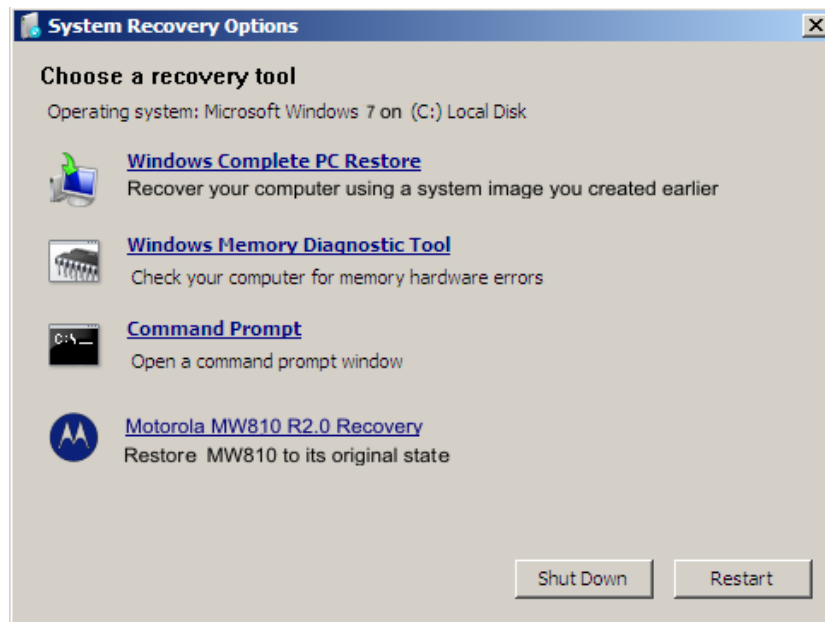 System Recovery Options
Choose a recovery tool
Operating system: Microsoft Windows 7 on (C:) Local Disk
Windows Complete PC Restore
Recover your computer using a system image you created earlier
Windows Memory Diagnostic Tool
Check your computer for memory hardware errors
C:\_
Command Prompt
Open a command prompt window
Motorola MW810 R2.0 Recovery
Restore MW810 to its original state
Shut Down
Restart